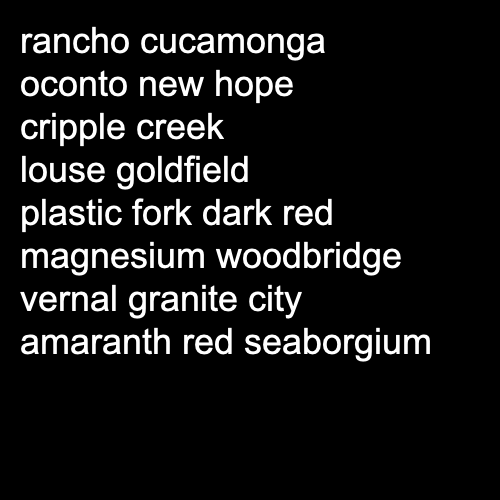 rancho cucamonga
oconto new hope
cripple creek
louse goldfield
plastic fork dark red
magnesium woodbridge
vernal granite city
amaranth red seaborgium